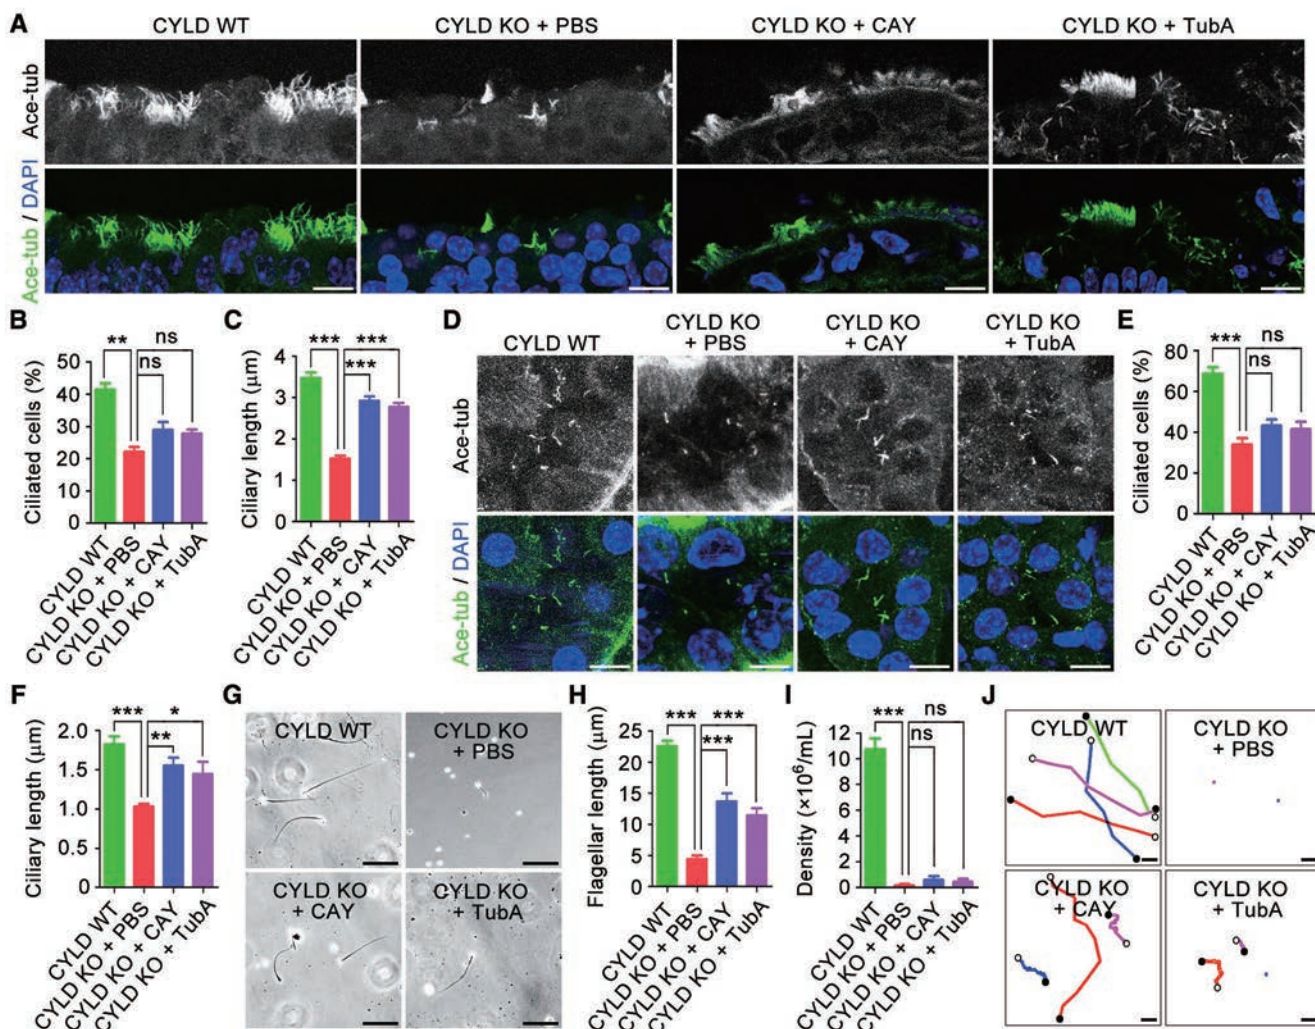 A
CYLD WT
CYLD KO + PBS
CYLD KO + CAY
CYLD KO + TubA
Ace-tub
Ace-tub / DAPI
B
Ciliated cells (%)
50
40
30
20
10
0
**
ns
ns
CYLD WT
CYLD KO + PBS
CYLD KO + CAY
CYLD KO + TubA
C
Ciliary length (μm)
4
3
2
1
0
***
***
***
CYLD WT
CYLD KO + PBS
CYLD KO + CAY
CYLD KO + TubA
D
CYLD WT
CYLD KO
+ PBS
CYLD KO
+ CAY
CYLD KO
+ TubA
Ace-tub
Ace-tub / DAPI
E
Ciliated cells (%)
80
60
40
20
0
***
ns
ns
CYLD WT
CYLD KO + PBS
CYLD KO + CAY
CYLD KO + TubA
F
Ciliary length (μm)
2.0
1.5
1.0
0.5
0
***
*
**
CYLD WT
CYLD KO + PBS
CYLD KO + CAY
CYLD KO + TubA
G
CYLD WT
CYLD KO
+ PBS
CYLD KO
+ CAY
CYLD KO
+ TubA
H
Flagellar length (μm)
25
20
15
10
5
0
***
***
***
CYLD WT
CYLD KO + PBS
CYLD KO + CAY
CYLD KO + TubA
I
Density (×10⁶/mL)
12
10
8
6
4
2
0
***
ns
ns
CYLD WT
CYLD KO + PBS
CYLD KO + CAY
CYLD KO + TubA
J
CYLD WT
CYLD KO
+ PBS
CYLD KO
+ CAY
CYLD KO
+ TubA